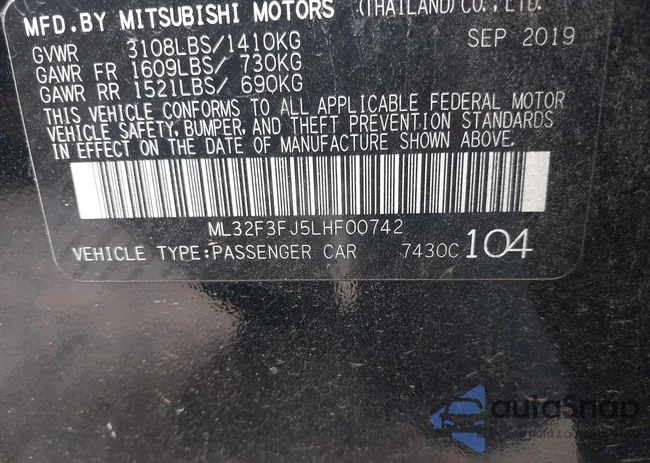 MFD.BY MITSUBISHI MOTORS (THAILAND) CO., LTD.
GVWR 3108LBS/1410KG SEP 2019
GAWR FR 1609LBS/ 730KG
GAWR RR 1521LBS/ 690KG
THIS VEHICLE CONFORMS TO ALL APPLICABLE FEDERAL MOTOR
VEHICLE SAFETY, BUMPER, AND THEFT PREVENTION STANDARDS
IN EFFECT ON THE DATE OF MANUFACTURE SHOWN ABOVE.
ML32F3FJ5LHF00742
VEHICLE TYPE:PASSENGER CAR 7430C 104
autoSnap